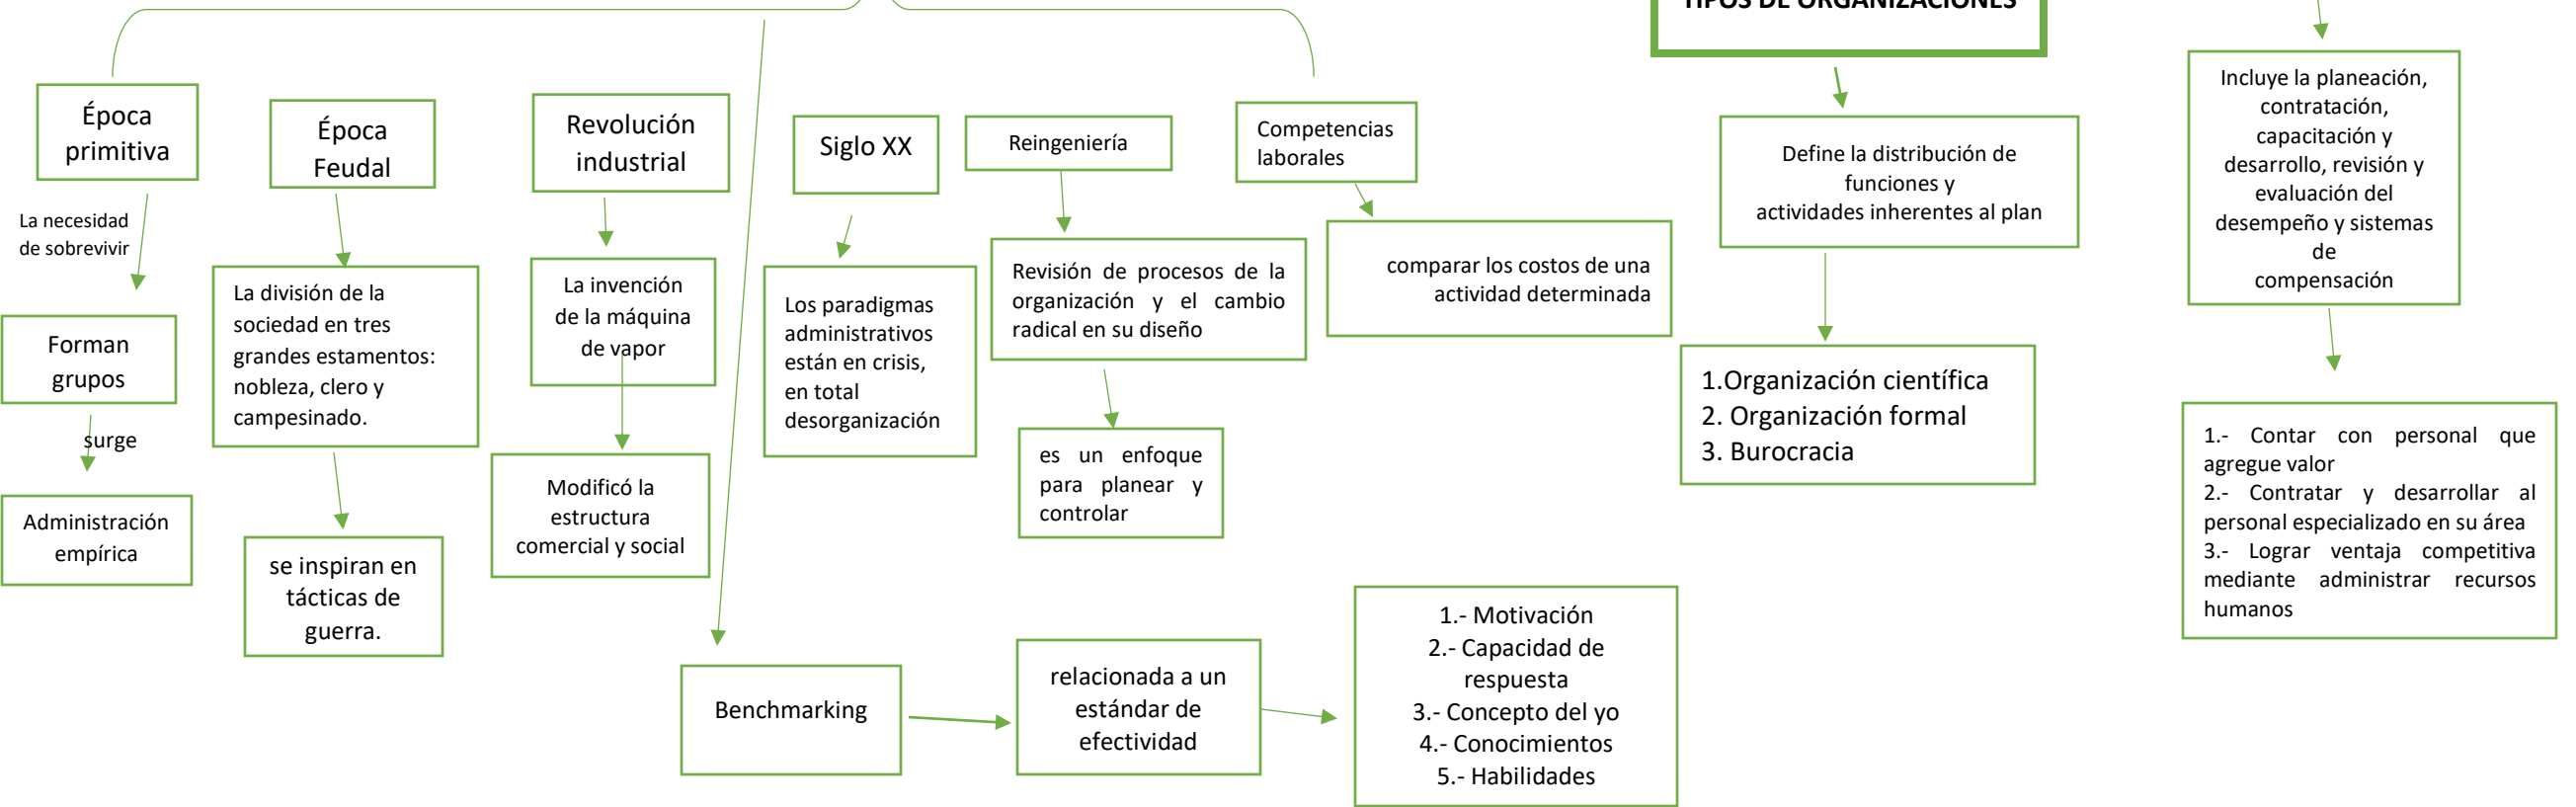 TIPOS DE ORGANIZACIONES
Época
primitiva
La necesidad
de sobrevivir
Forman
grupos
surge
Administración
empírica
Época
Feudal
La división de la
sociedad en tres
grandes estamentos:
nobleza, clero y
campesinado.
se inspiran en
tácticas de
guerra.
Revolución
industrial
La invención
de la máquina
de vapor
Modificó la
estructura
comercial y social
Siglo XX
Los paradigmas
administrativos
están en crisis,
en total
desorganización
Reingeniería
Revisión de procesos de la
organización y el cambio
radical en su diseño
es un enfoque
para planear y
controlar
Competencias
laborales
comparar los costos de una
actividad determinada
Benchmarking
relacionada a un
estándar de
efectividad
1.- Motivación
2.- Capacidad de
respuesta
3.- Concepto del yo
4.- Conocimientos
5.- Habilidades
Define la distribución de
funciones y
actividades inherentes al plan
1.Organización científica
2. Organización formal
3. Burocracia
Incluye la planeación,
contratación,
capacitación y
desarrollo, revisión y
evaluación del
desempeño y sistemas
de
compensación
1.- Contar con personal que
agregue valor
2.- Contratar y desarrollar al
personal especializado en su área
3.- Lograr ventaja competitiva
mediante administrar recursos
humanos